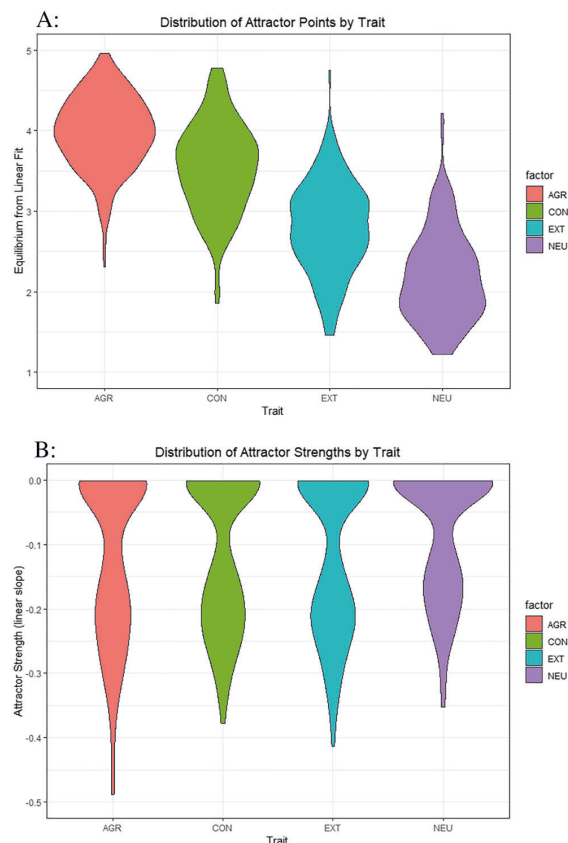 A:
Distribution of Attractor Points by Trait
Equilibrium from Linear Fit
5
4
3
2
1
AGR
CON
EXT
NEU
Trait
factor
AGR
CON
EXT
NEU
B:
Distribution of Attractor Strengths by Trait
Attractor Strength (linear slope)
0.0
-0.1
-0.2
-0.3
-0.4
-0.5
AGR
CON
EXT
NEU
Trait
factor
AGR
CON
EXT
NEU